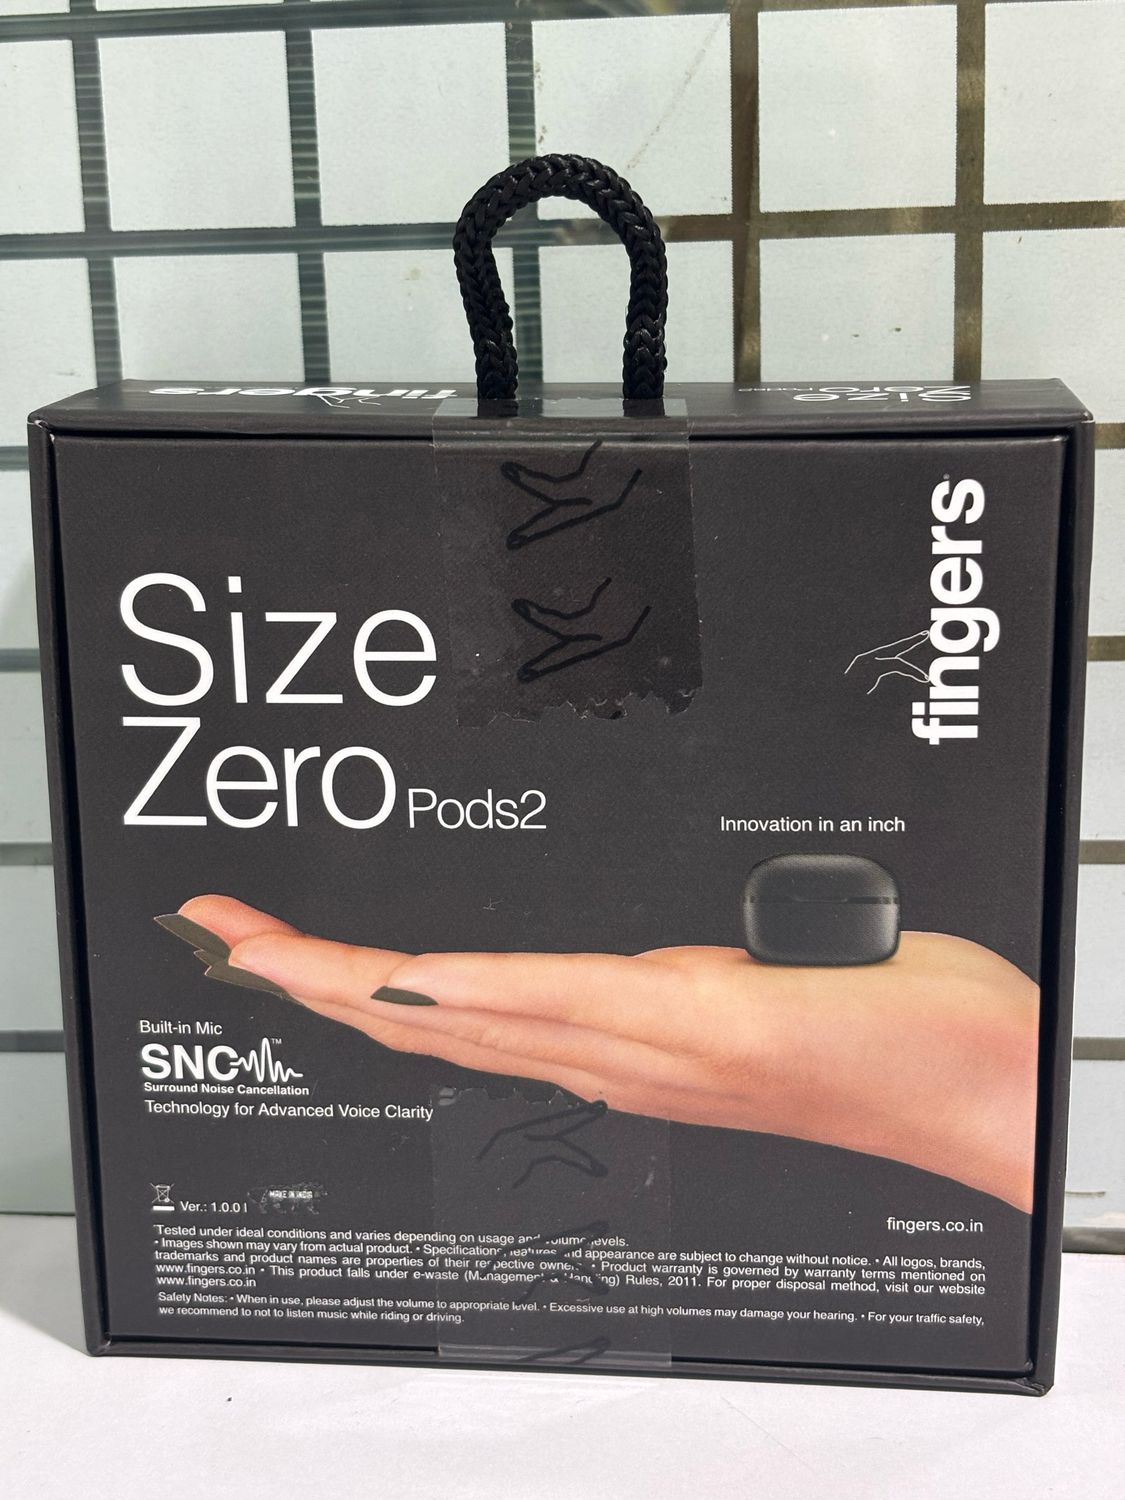 fingers
Size
Zero Pods2
fingers
Size
Zero Pods2
Innovation in an inch
Built-in Mic
SNC™
Surround Noise Cancellation
Technology for Advanced Voice Clarity
Ver.: 1.0.0 I MAKE IN INDIA
fingers.co.in
*Tested under ideal conditions and varies depending on usage and volume levels.
• Images shown may vary from actual product. • Specifications, features and appearance are subject to change without notice. • All logos, brands,
trademarks and product names are properties of their respective owners. • Product warranty is governed by warranty terms mentioned on
www.fingers.co.in • This product falls under e-waste (Management & Handling) Rules, 2011. For proper disposal method, visit our website
www.fingers.co.in
Safety Notes: • When in use, please adjust the volume to appropriate level. • Excessive use at high volumes may damage your hearing. • For your traffic safety,
we recommend to not to listen music while riding or driving.